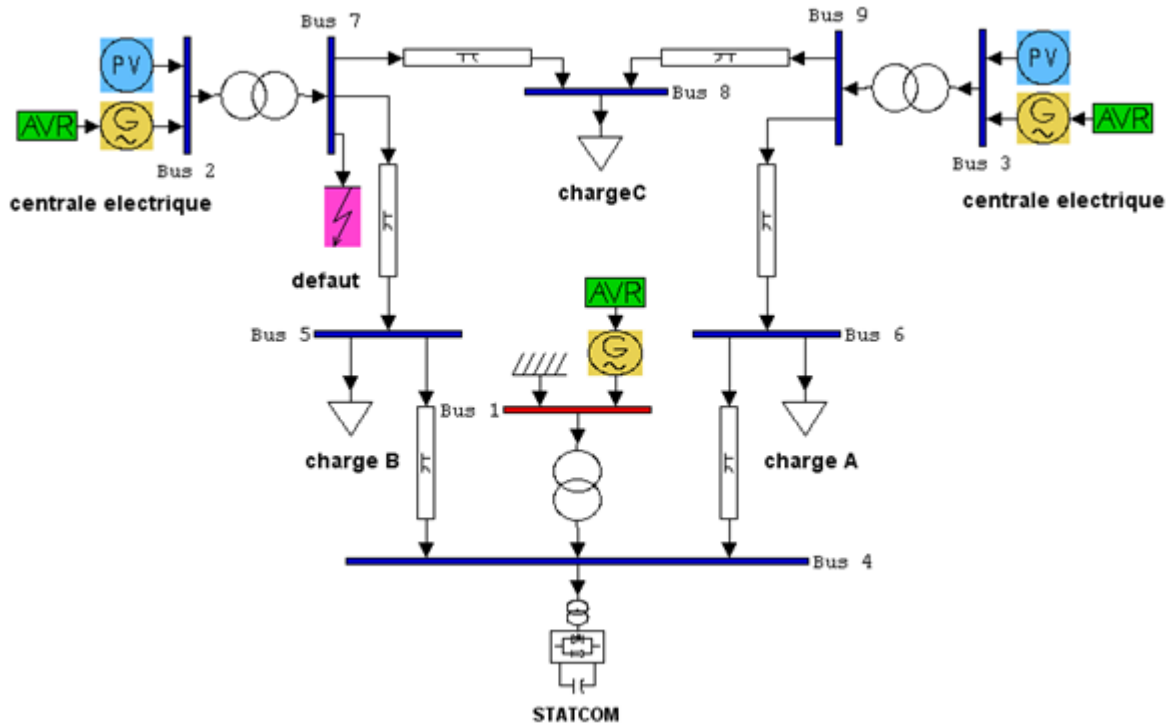 Bus 7
Bus 9
PV
PV
Bus 8
AVR
G
G
AVR
Bus 2
Bus 3
centrale electrique
chargeC
centrale electrique
defaut
AVR
Bus 5
G
Bus 6
Bus 1
charge B
charge A
Bus 4
STATCOM